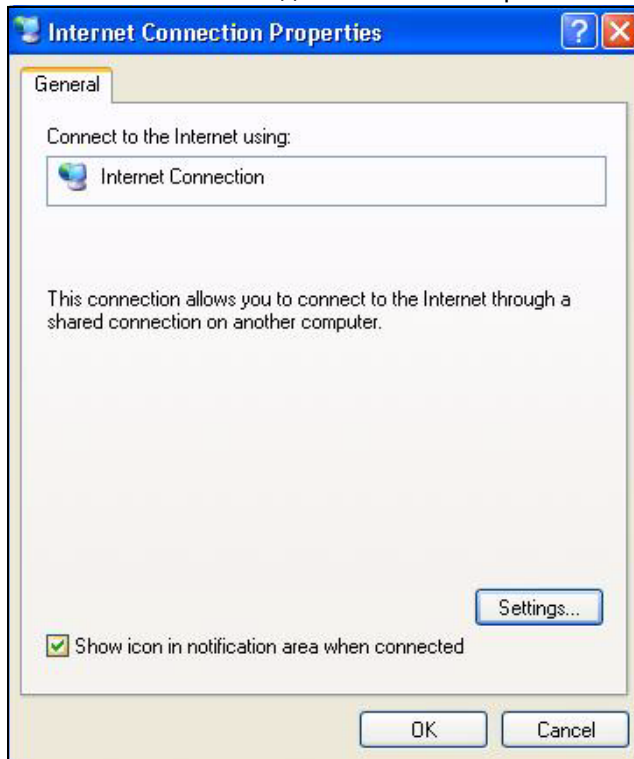 Internet Connection Properties
General
Connect to the Internet using:
Internet Connection
This connection allows you to connect to the Internet through a
shared connection on another computer.
Settings...
Show icon in notification area when connected
OK
Cancel